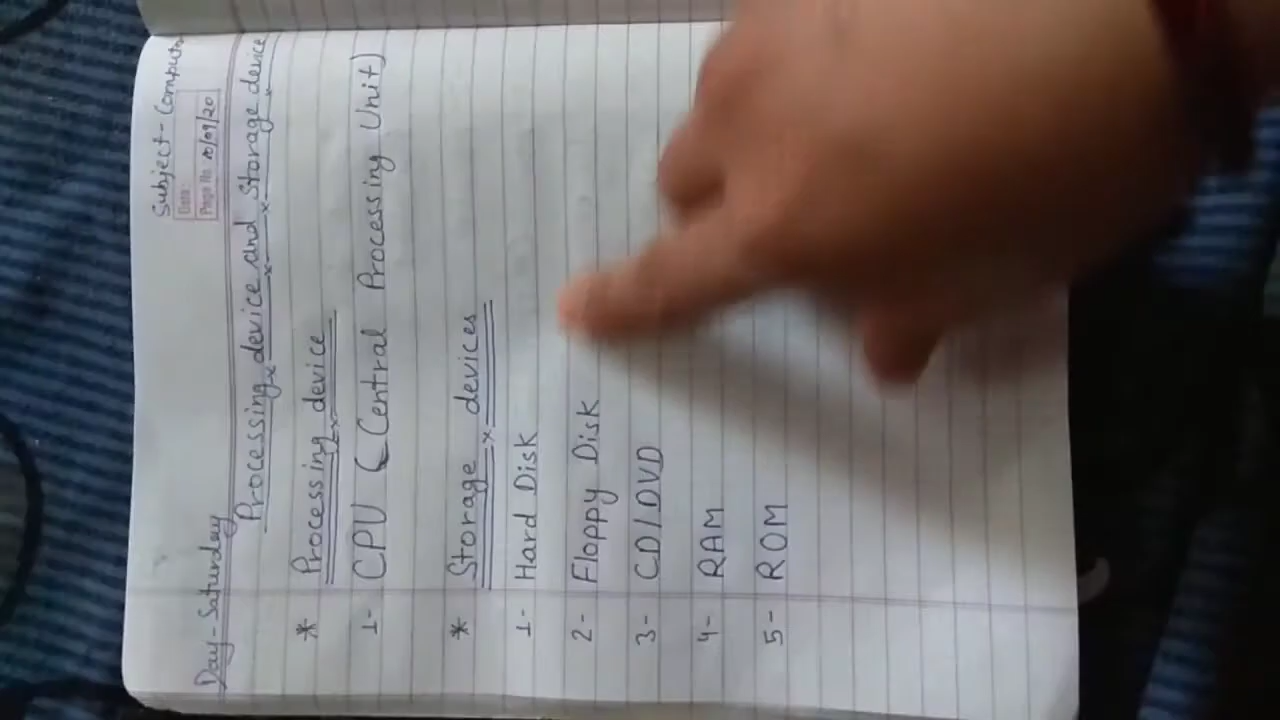 Subject - Computer
Date:
Page No. 10/09/20
Day - Saturday
Processing device and Storage device
* Processing device
1- CPU (Central Processing Unit)
* Storage devices
1- Hard Disk
2- Floppy Disk
3- CD/DVD
4- RAM
5- ROM